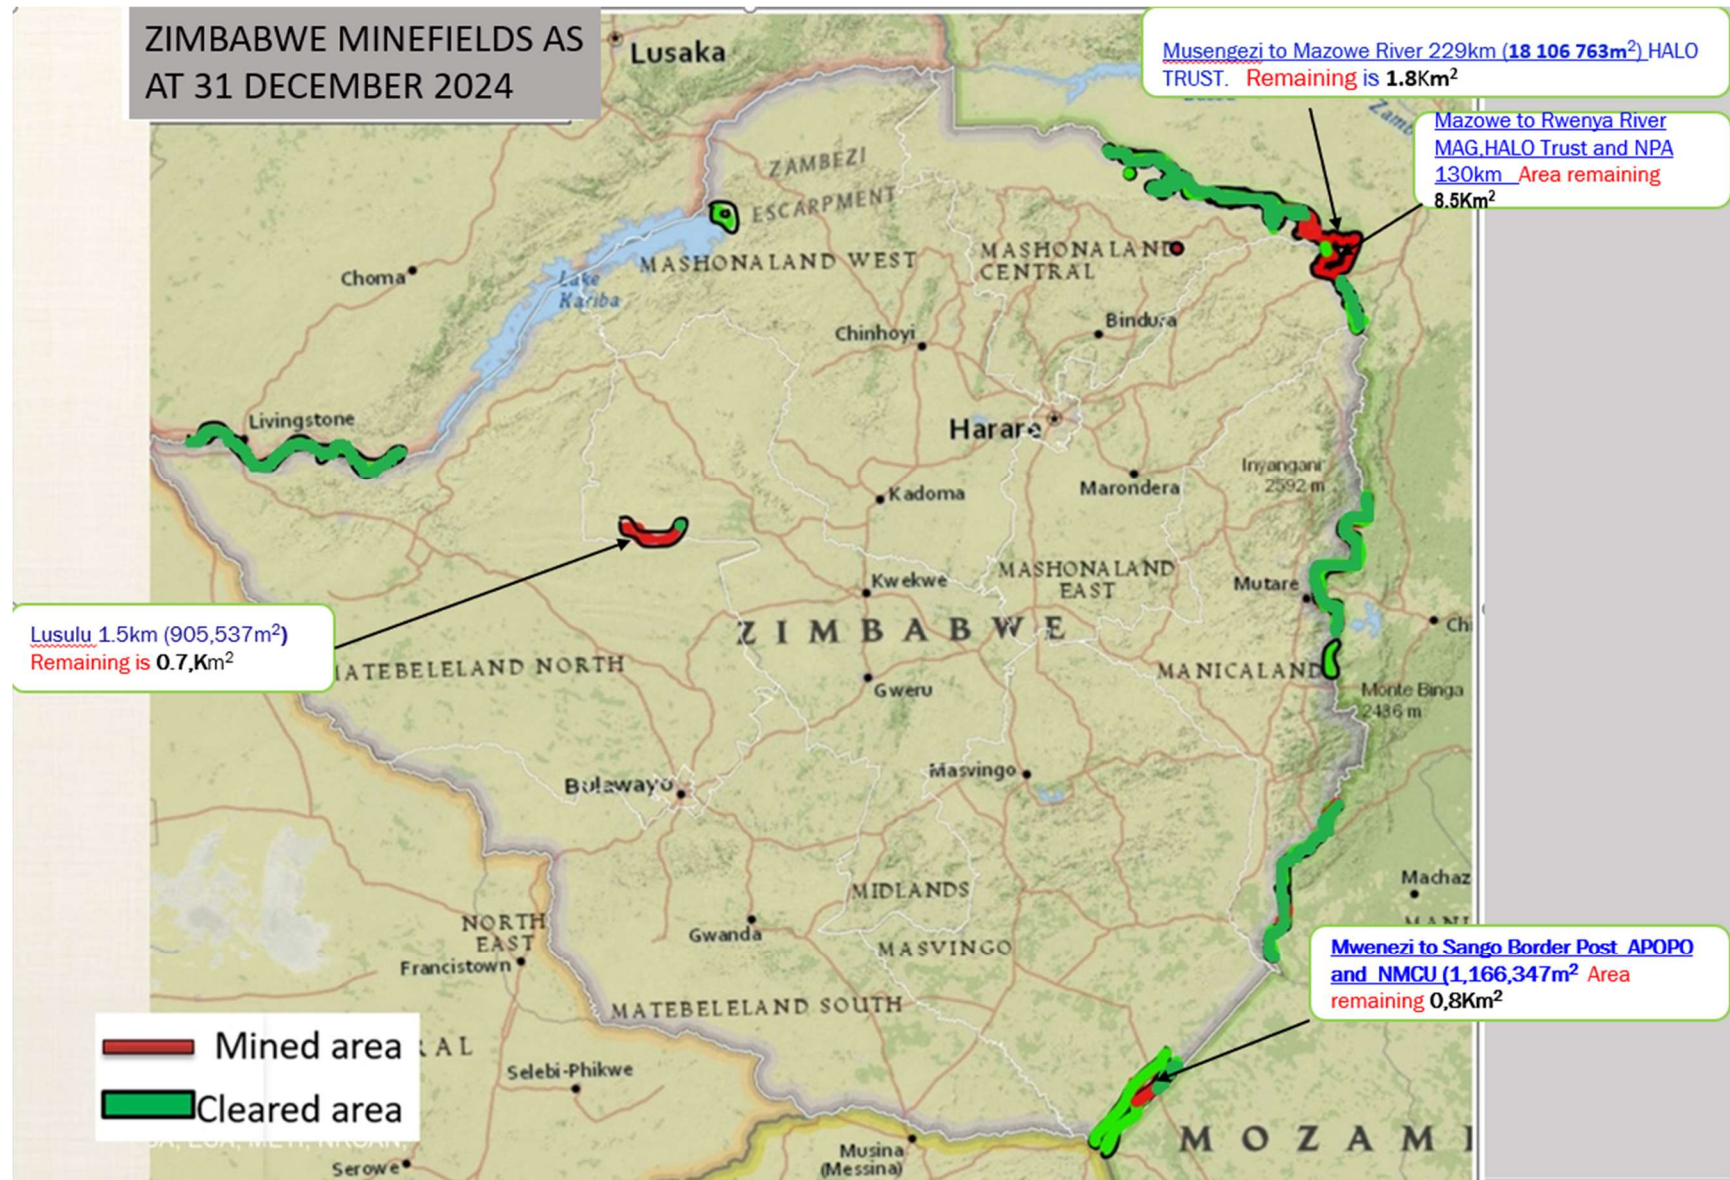 ZIMBABWE MINEFIELDS AS
AT 31 DECEMBER 2024
Musengezi to Mazowe River 229km (18 106 763m²) HALO
TRUST. Remaining is 1.8Km²
Mazowe to Rwenya River
MAG,HALO Trust and NPA
130km Area remaining
8.5Km²
Lusaka
ZAMBEZI
ESCARPMENT
MASHONALAND WEST
MASHONALAND
CENTRAL
Choma
Lake
Kariba
Chinhoyi
Bindura
Livingstone
Harare
Inyangani
2592 m
Kadoma
Marondera
Kwekwe
MASHONALAND
EAST
Mutare
Chi
ZIMBABWE
Lusulu 1.5km (905,537m²)
Remaining is 0.7,Km²
MATEBELELAND NORTH
MANICALAND
Gweru
Monte Binga
2436 m
Bulawayo
Masvingo
Machaz
MANI
MIDLANDS
NORTH
EAST
Gwanda
MASVINGO
Francistown
Mwenezi to Sango Border Post APOPO
and NMCU (1,166,347m² Area
remaining 0,8Km²
MATEBELELAND SOUTH
Mined area
RAL
Selebi-Phikwe
Cleared area
Musina
(Messina)
MOZAMI
Serowe